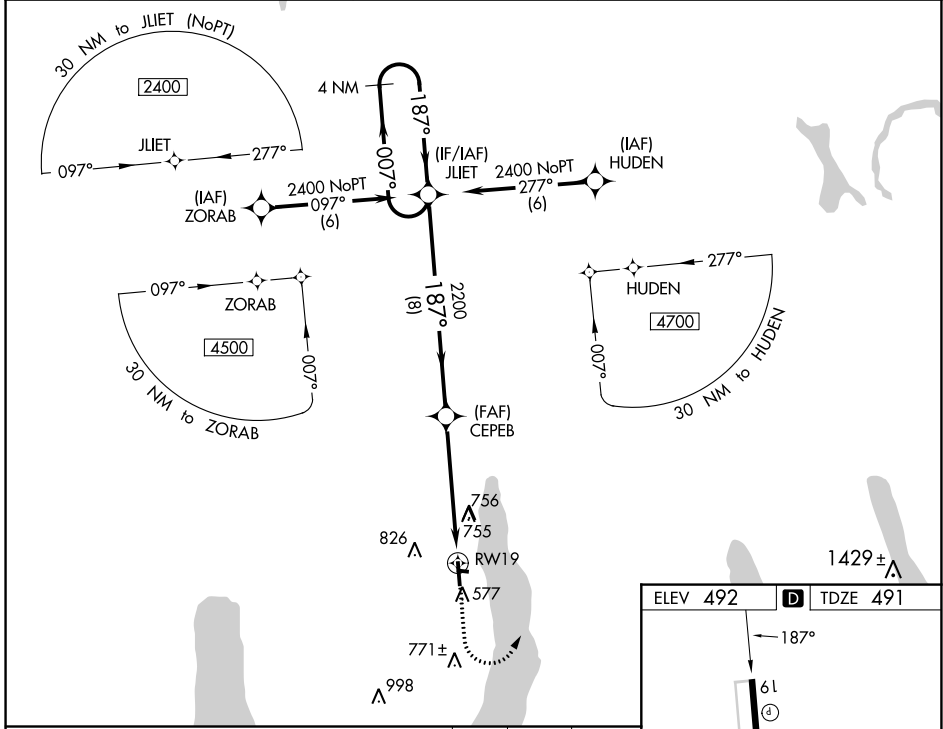 30 NM to JLIET (NoPT)
2400
JLIET
097°
277°
4 NM
187°
007°
(IF/IAF)
JLIET
(IAF)
HUDEN
2400 NoPT
277°
(6)
(IAF)
ZORAB
2400 NoPT
097°
(6)
097°
ZORAB
4500
007°
30 NM to ZORAB
2200
187°
(8)
277°
HUDEN
4700
007°
30 NM to HUDEN
(FAF)
CEPEB
756
755
826
RW19
577
771±
998
1429±
ELEV 492 D TDZE 491
187°
19
P